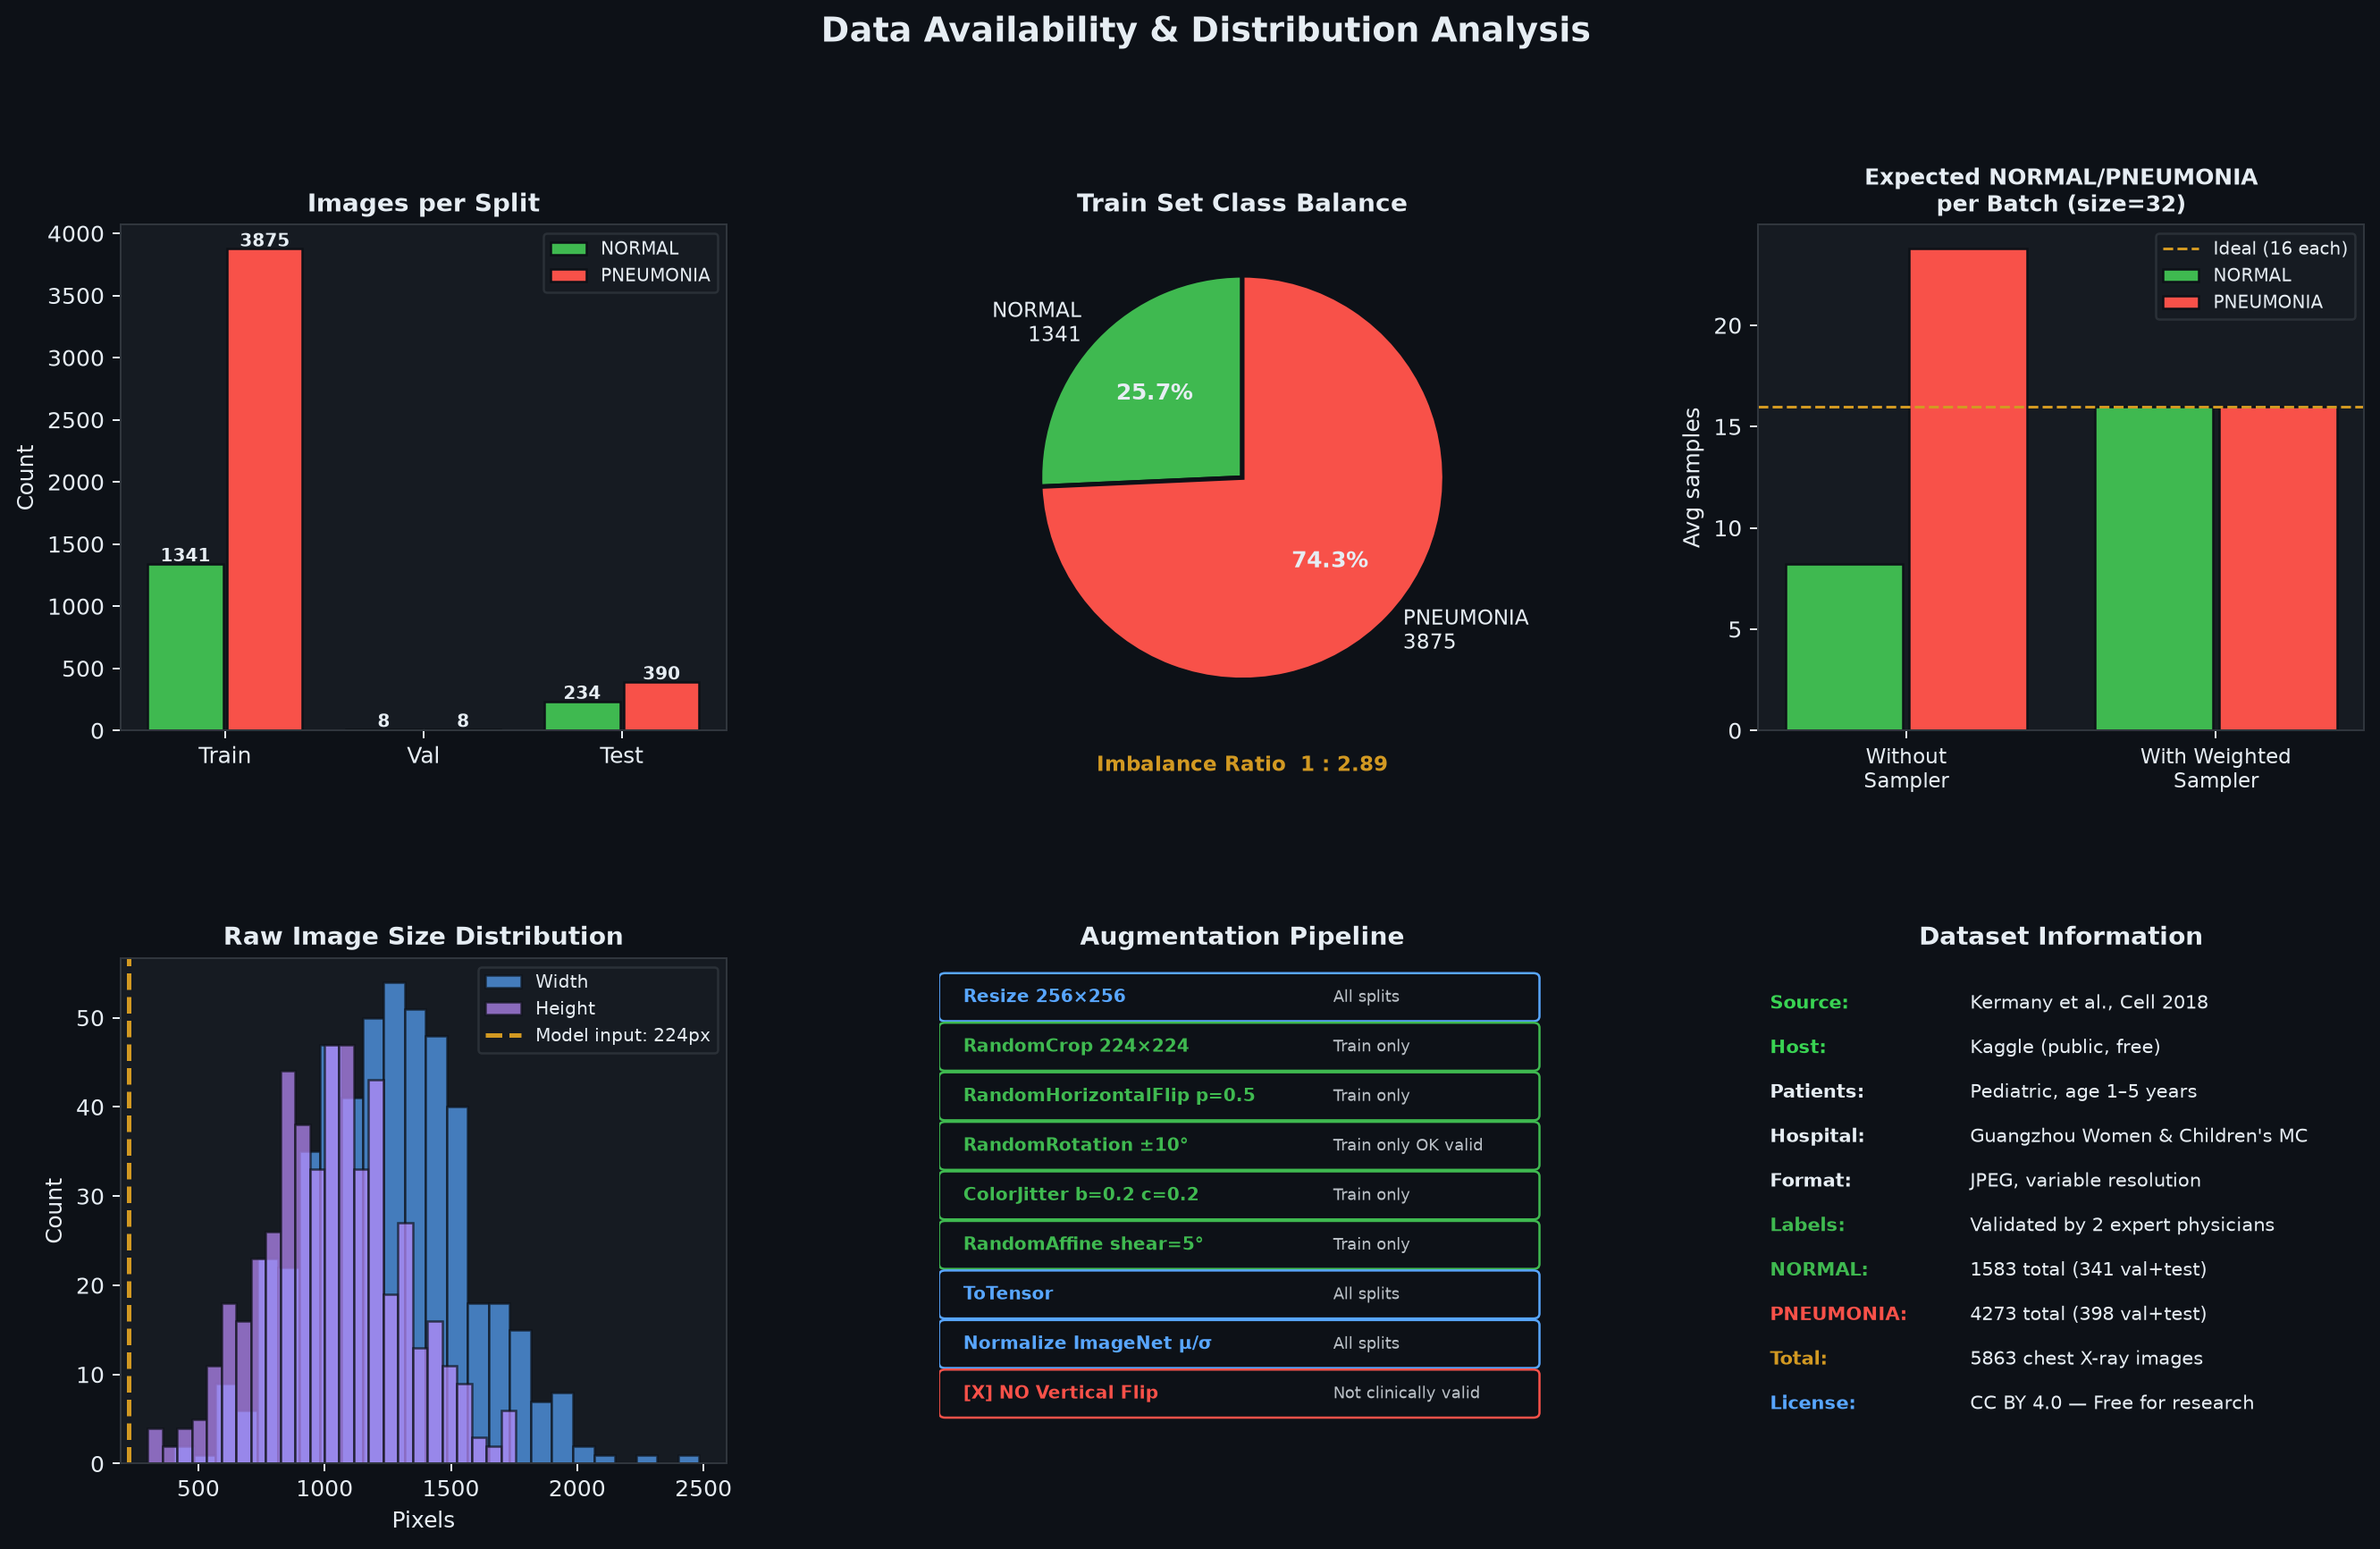 Data Availability & Distribution Analysis
Images per Split
4000
3500
3000
2500
2000
1500
1000
500
0
Count
3875
1341
8
8
234
390
NORMAL
PNEUMONIA
Train
Val
Test
Train Set Class Balance
NORMAL
1341
25.7%
74.3%
PNEUMONIA
3875
Imbalance Ratio  1 : 2.89
Expected NORMAL/PNEUMONIA
per Batch (size=32)
Ideal (16 each)
NORMAL
PNEUMONIA
20
15
10
5
0
Avg samples
Without
Sampler
With Weighted
Sampler
Raw Image Size Distribution
Width
Height
Model input: 224px
50
40
30
20
10
0
Count
500
1000
1500
2000
2500
Pixels
Augmentation Pipeline
Resize 256×256 All splits
RandomCrop 224×224 Train only
RandomHorizontalFlip p=0.5 Train only
RandomRotation ±10° Train only OK valid
ColorJitter b=0.2 c=0.2 Train only
RandomAffine shear=5° Train only
ToTensor All splits
Normalize ImageNet μ/σ All splits
[X] NO Vertical Flip Not clinically valid
Dataset Information
Source: Kermany et al., Cell 2018
Host: Kaggle (public, free)
Patients: Pediatric, age 1–5 years
Hospital: Guangzhou Women & Children's MC
Format: JPEG, variable resolution
Labels: Validated by 2 expert physicians
NORMAL: 1583 total (341 val+test)
PNEUMONIA: 4273 total (398 val+test)
Total: 5863 chest X-ray images
License: CC BY 4.0 — Free for research